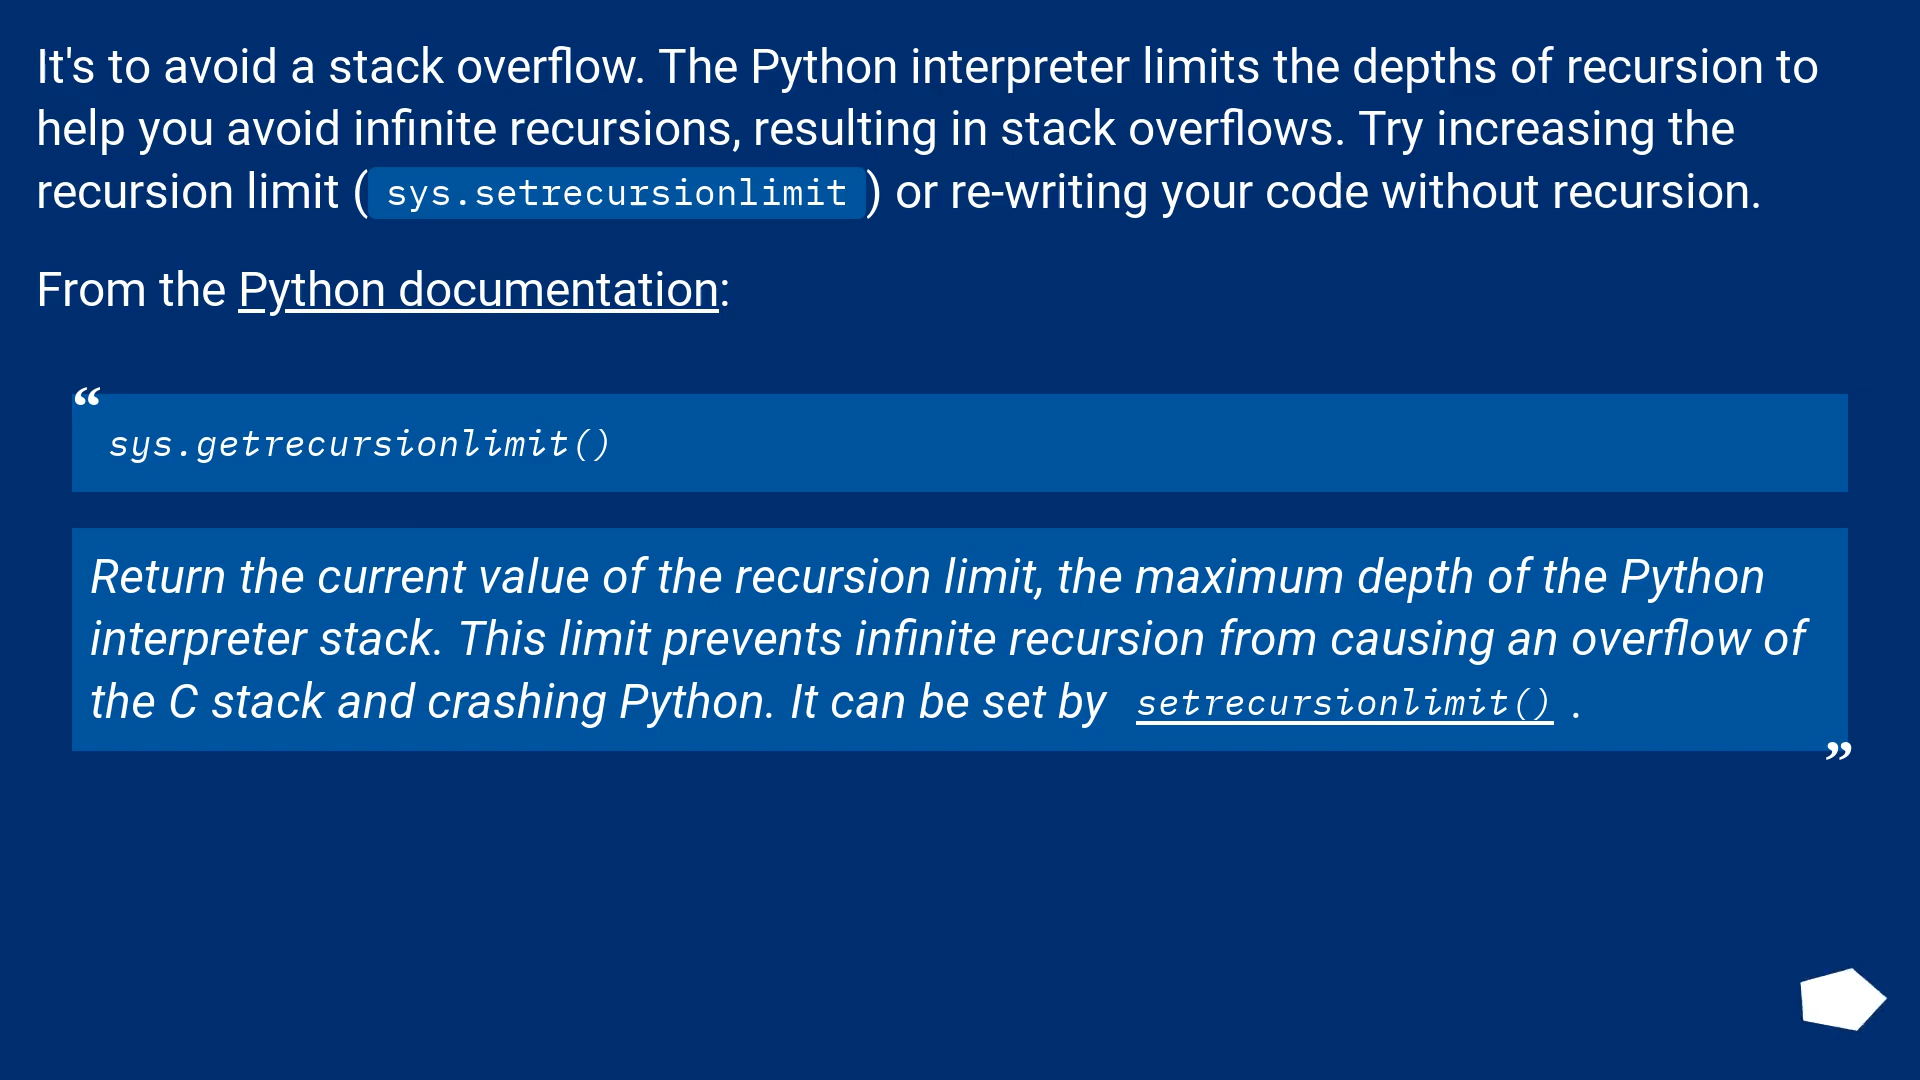 It's to avoid a stack overflow. The Python interpreter limits the depths of recursion to
help you avoid infinite recursions, resulting in stack overflows. Try increasing the
recursion limit ( sys.setrecursionlimit ) or re-writing your code without recursion.
From the Python documentation:
“
sys.getrecursionlimit()
Return the current value of the recursion limit, the maximum depth of the Python
interpreter stack. This limit prevents infinite recursion from causing an overflow of
the C stack and crashing Python. It can be set by setrecursionlimit() .
”